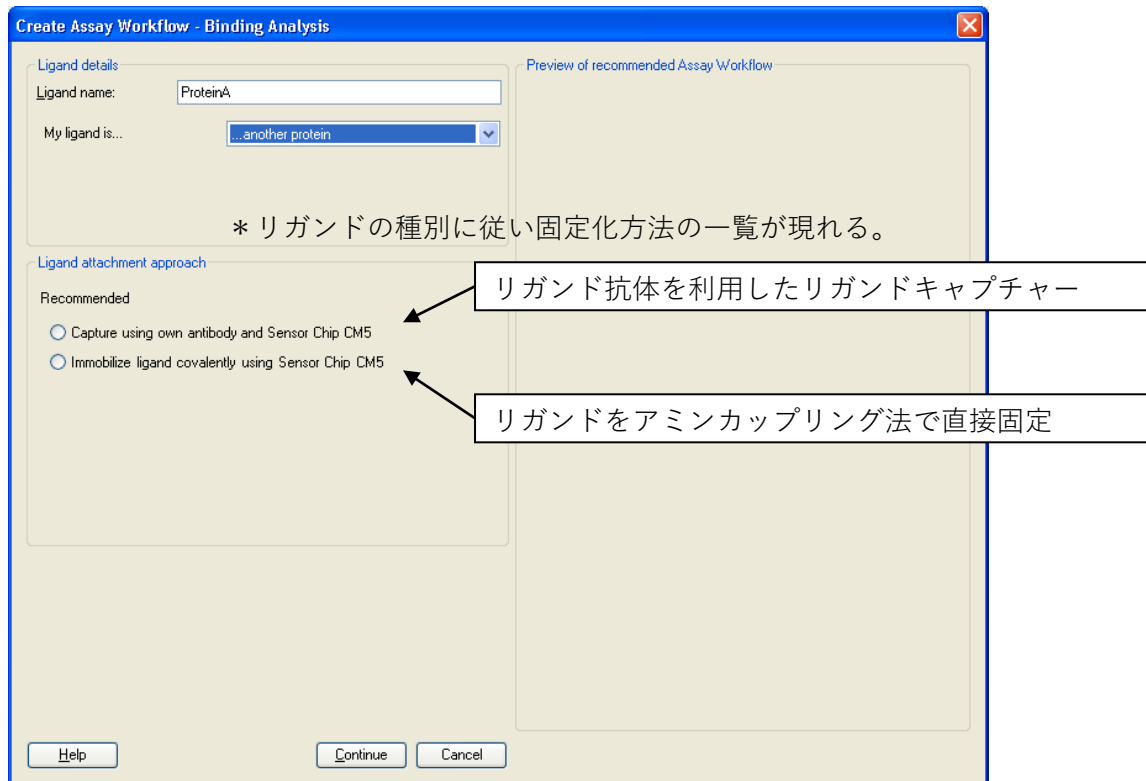 Create Assay Workflow - Binding Analysis
Ligand details
Ligand name: ProteinA
My ligand is... ...another protein
Preview of recommended Assay Workflow
＊リガンドの種別に従い固定化方法の一覧が現れる。
Ligand attachment approach
Recommended
リガンド抗体を利用したリガンドキャプチャー
Capture using own antibody and Sensor Chip CM5
Immobilize ligand covalently using Sensor Chip CM5
リガンドをアミンカップリング法で直接固定
Help Continue Cancel